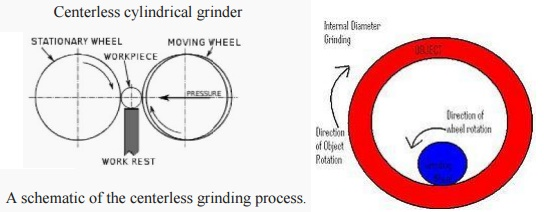 Centerless cylindrical grinder
STATIONARY WHEEL
MOVING WHEEL
WORKPIECE
PRESSURE
WORK REST
A schematic of the centerless grinding process.
Internal Diameter
Grinding
OBJECT
Direction of
wheel rotation
Direction
of Object
Rotation